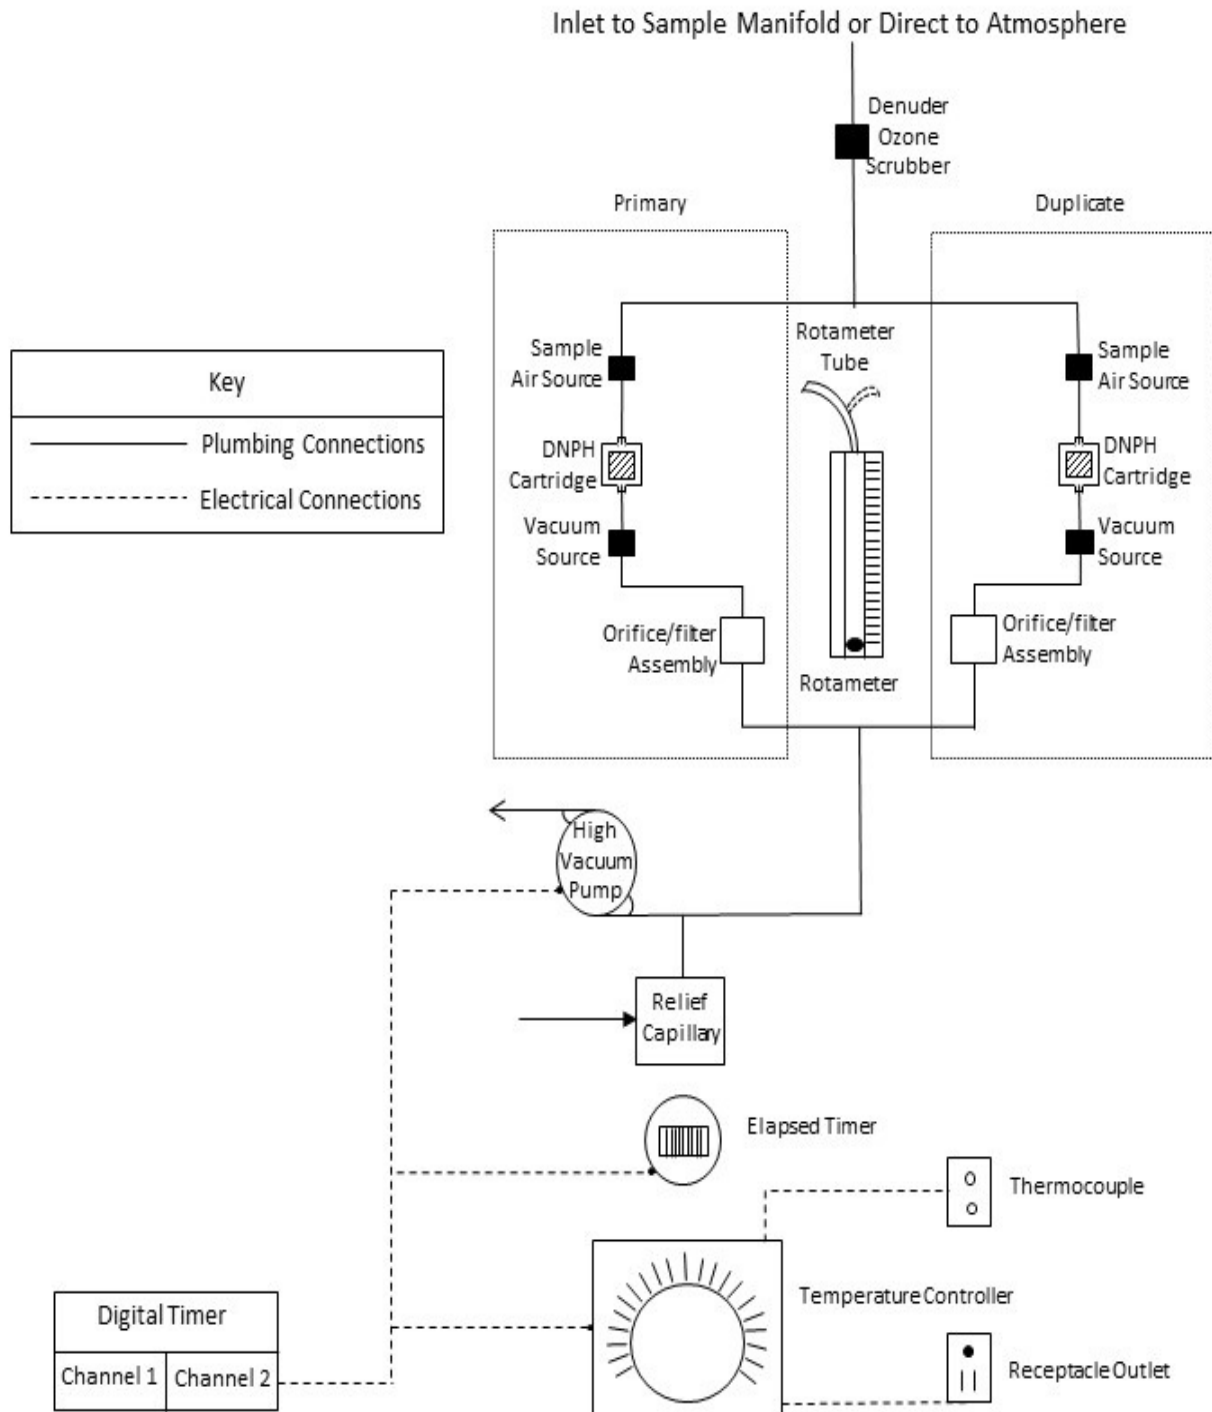 Inlet to Sample Manifold or Direct to Atmosphere
Denuder
Ozone
Scrubber
Primary
Duplicate
Sample
Air Source
Rotameter
Tube
Sample
Air Source
Key
Plumbing Connections
Electrical Connections
DNPH
Cartridge
DNPH
Cartridge
Vacuum
Source
Vacuum
Source
Orifice/filter
Assembly
Rotameter
Orifice/filter
Assembly
High
Vacuum
Pump
Relief
Capillary
Elapsed Timer
Thermocouple
Temperature Controller
Receptacle Outlet
Digital Timer
Channel 1
Channel 2